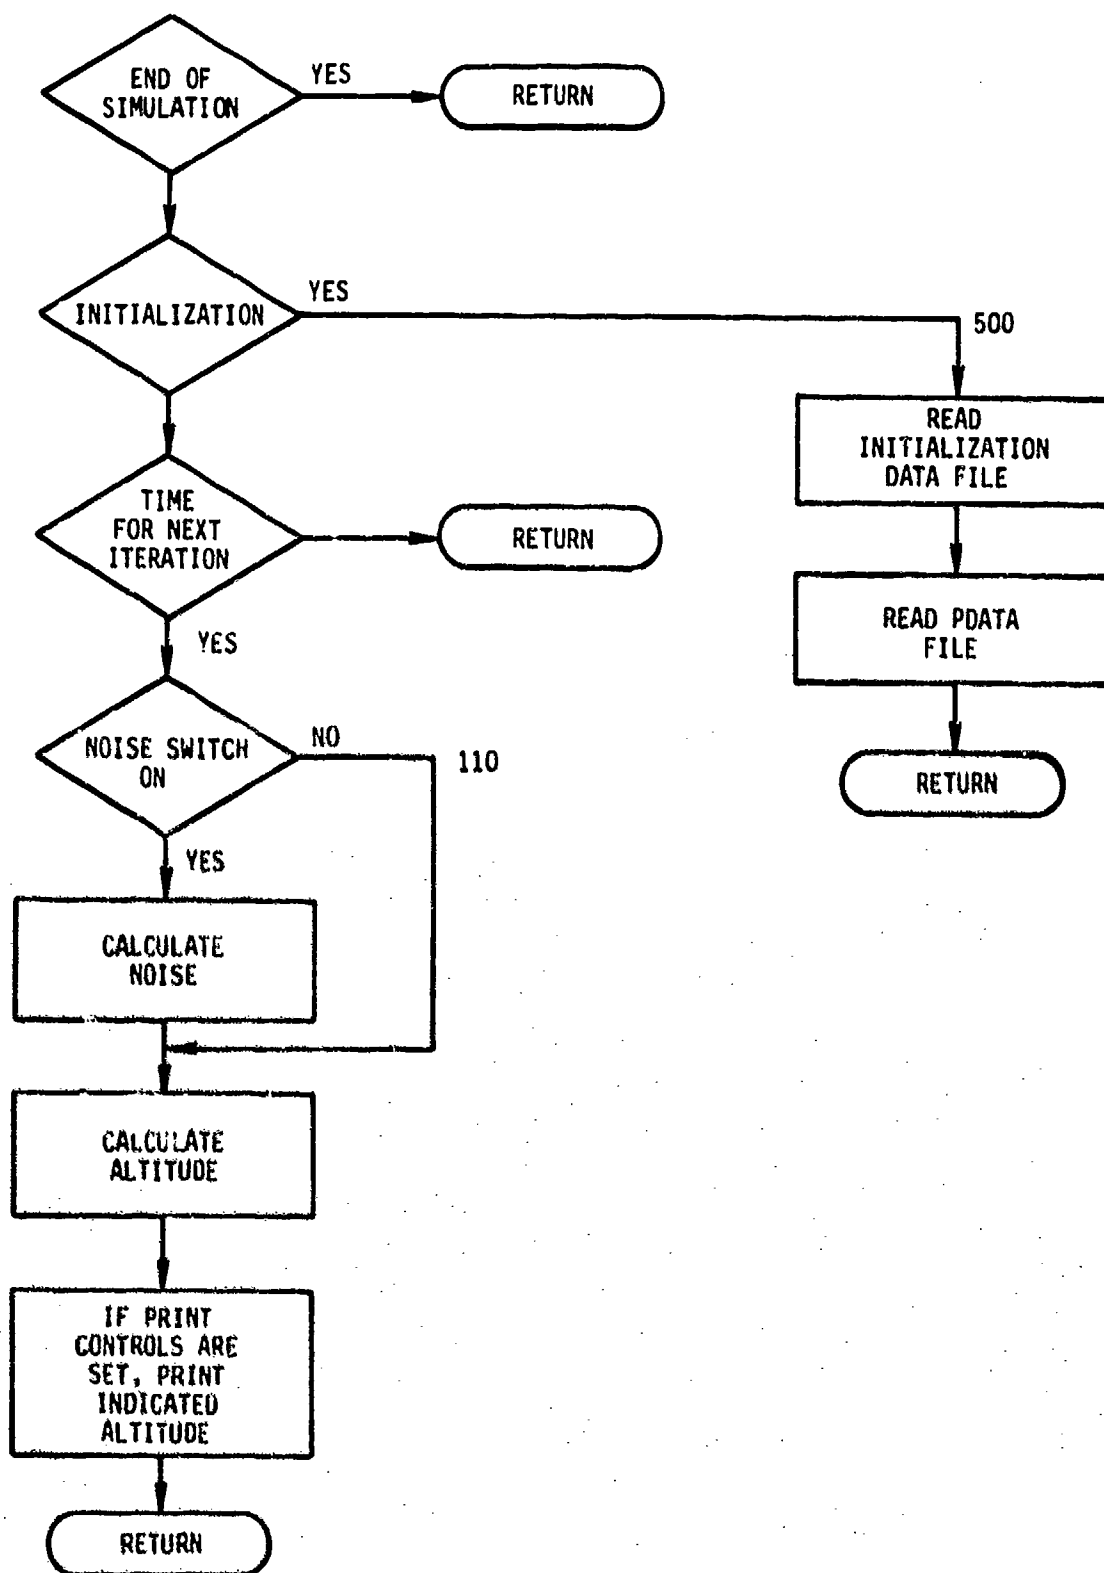 END OF
SIMULATION
YES
RETURN
INITIALIZATION
YES
500
READ
INITIALIZATION
DATA FILE
TIME
FOR NEXT
ITERATION
RETURN
READ PDATA
FILE
YES
RETURN
NOISE SWITCH
ON
NO
110
YES
CALCULATE
NOISE
CALCULATE
ALTITUDE
IF PRINT
CONTROLS ARE
SET, PRINT
INDICATED
ALTITUDE
RETURN